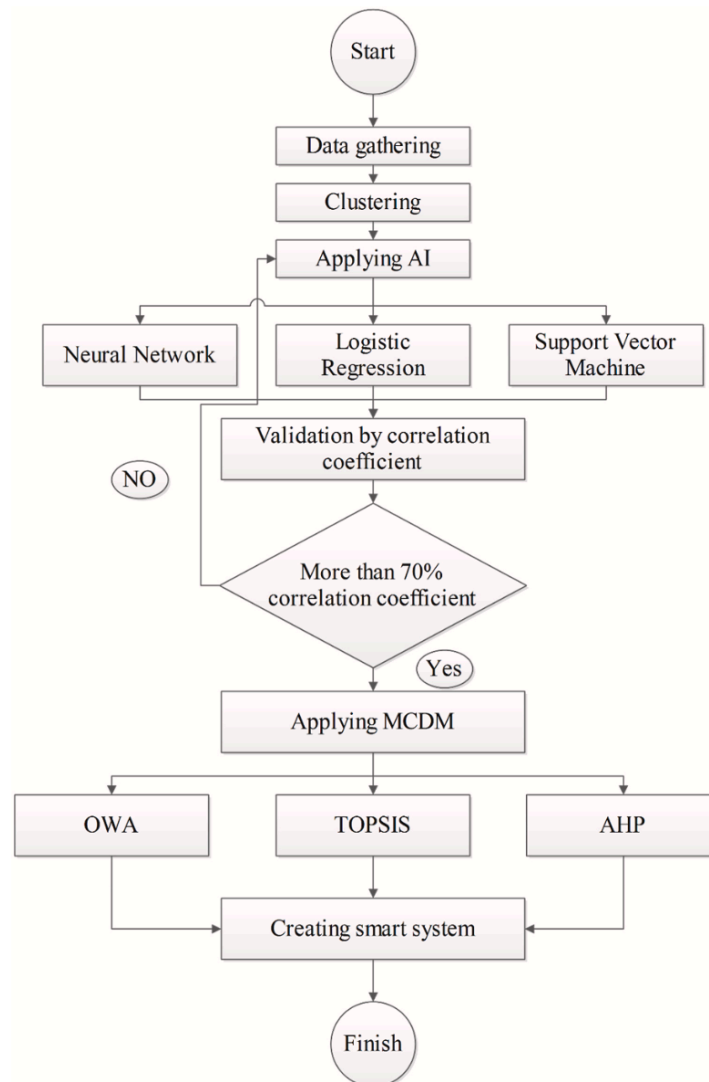 Start
Data gathering
Clustering
Applying AI
Neural Network
Logistic
Regression
Support Vector
Machine
Validation by correlation
coefficient
NO
More than 70%
correlation coefficient
Yes
Applying MCDM
OWA
TOPSIS
AHP
Creating smart system
Finish